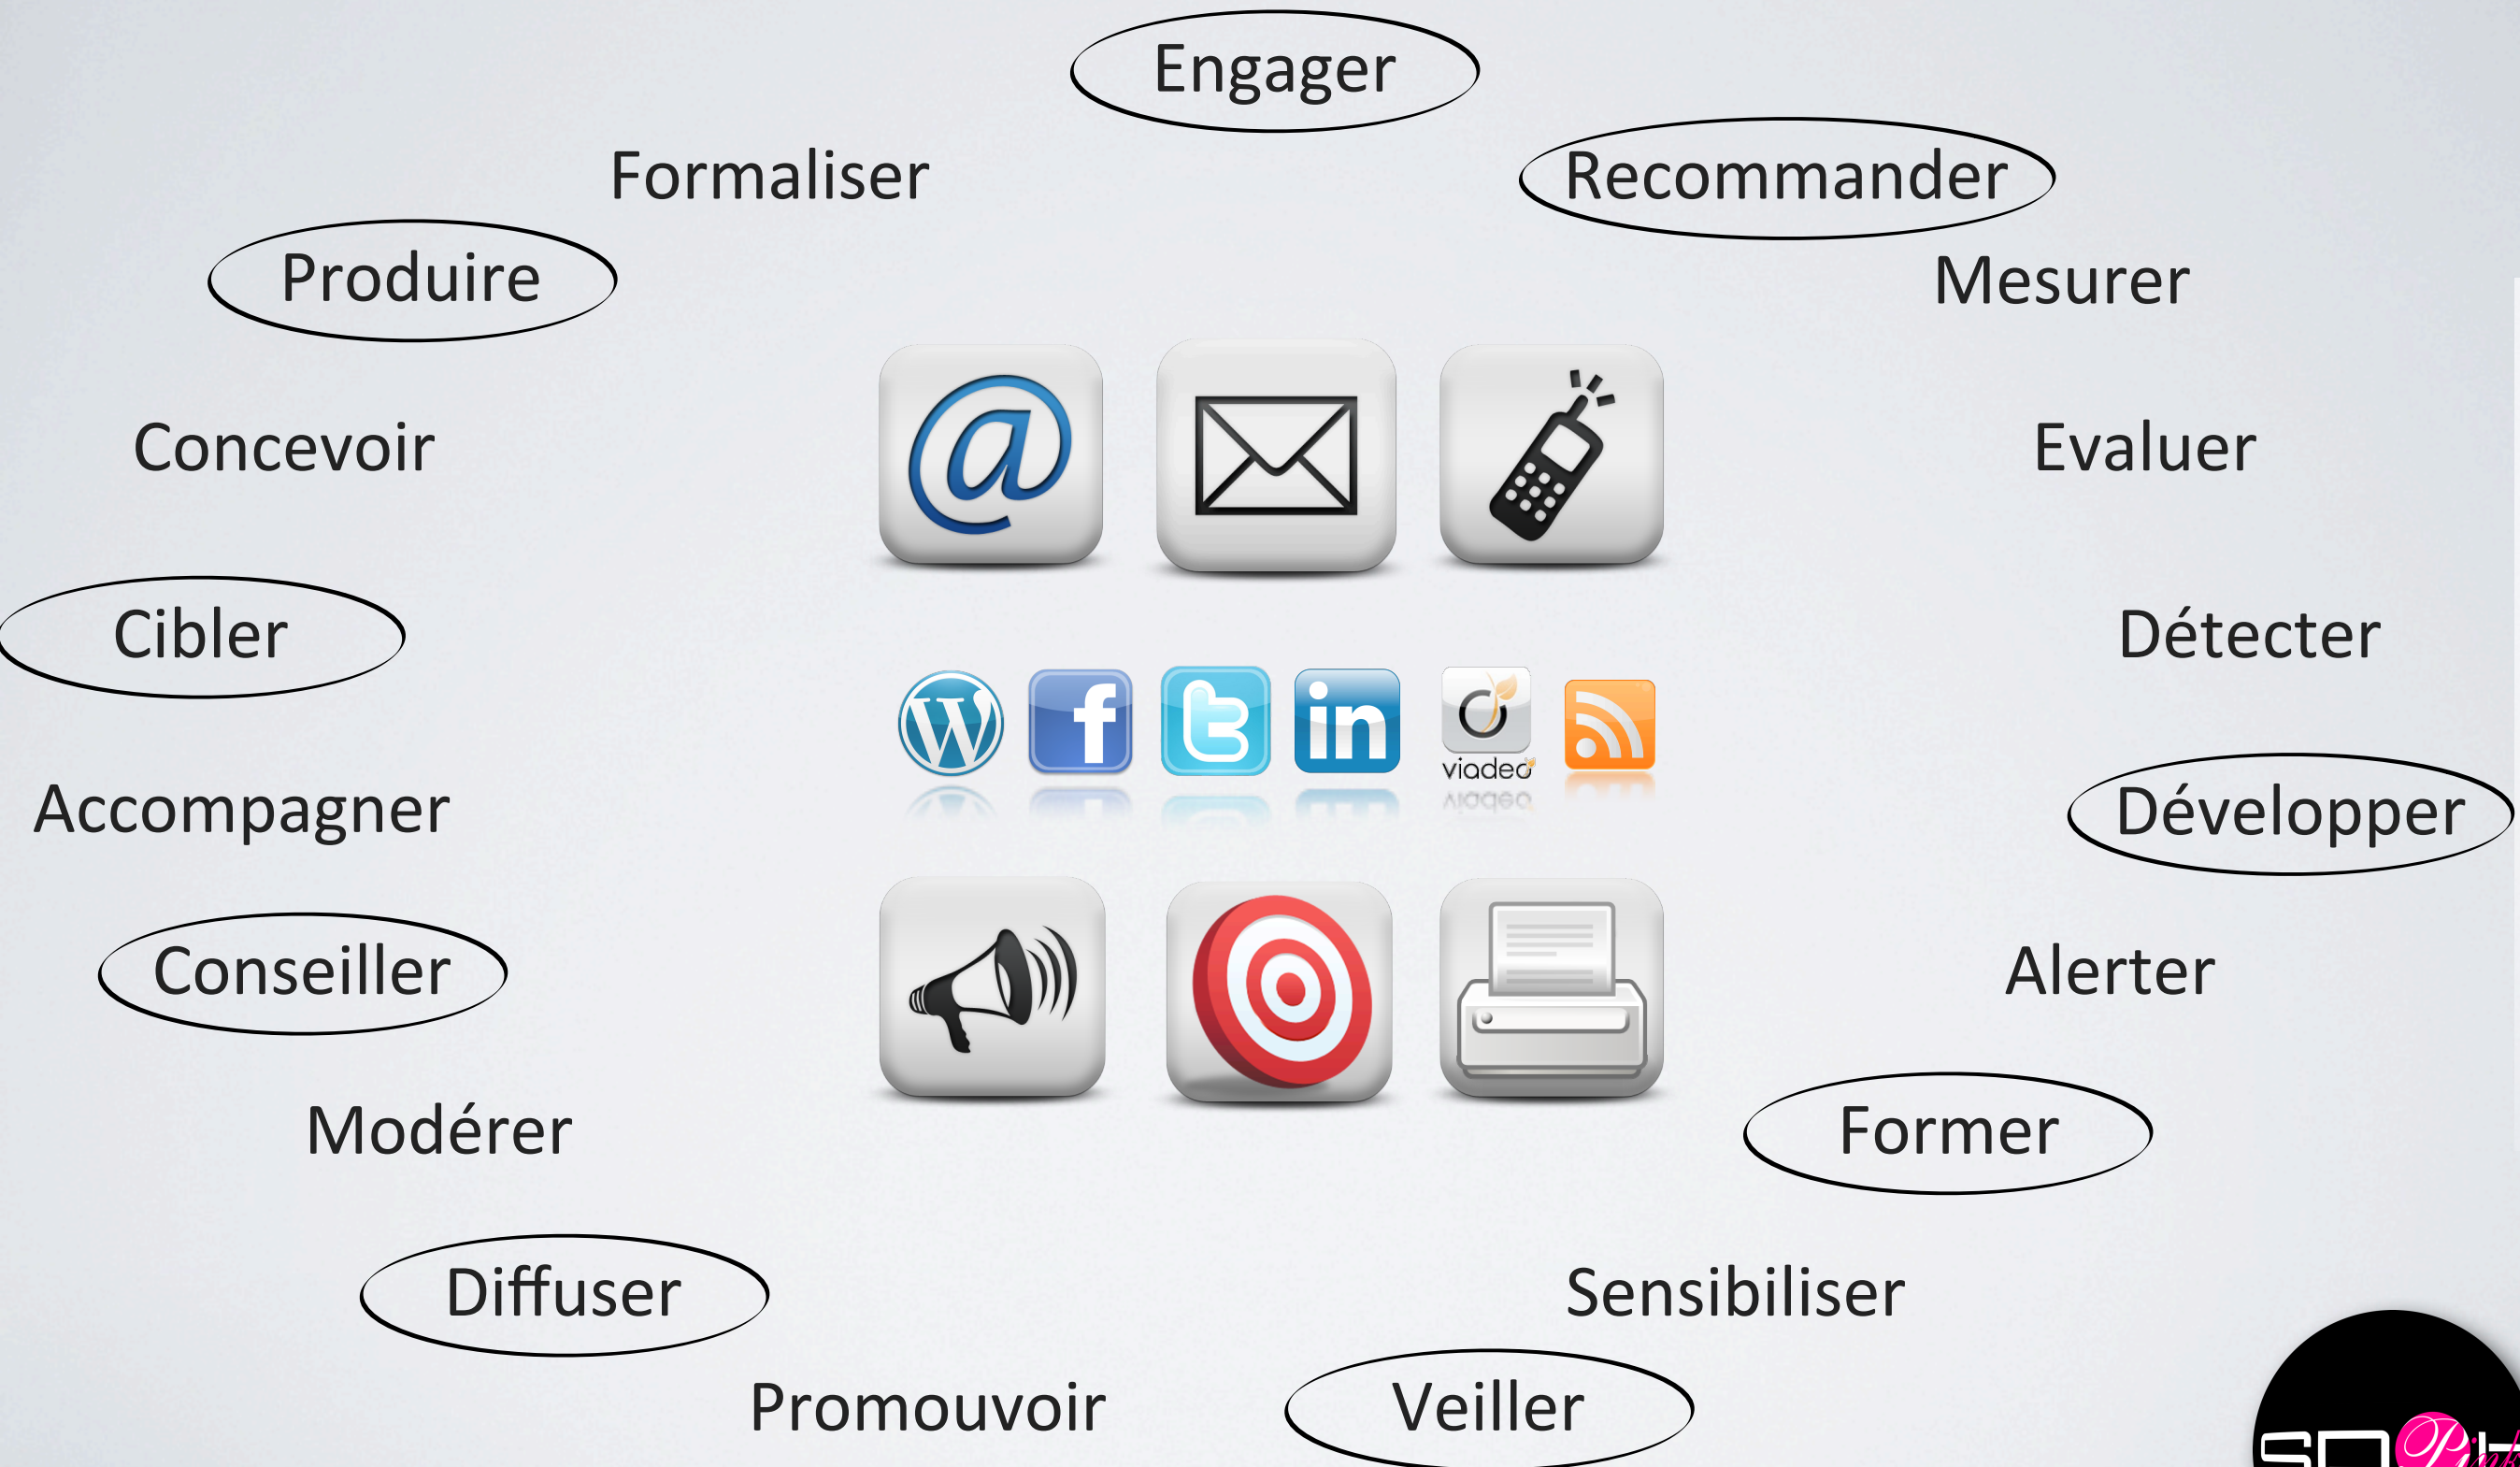 Engager
Formaliser
Recommander
Produire
Mesurer
Concevoir
Evaluer
Cibler
Détecter
viadeo
Accompagner
Développer
Conseiller
Alerter
Modérer
Former
Diffuser
Sensibiliser
Promouvoir
Veiller
Pink